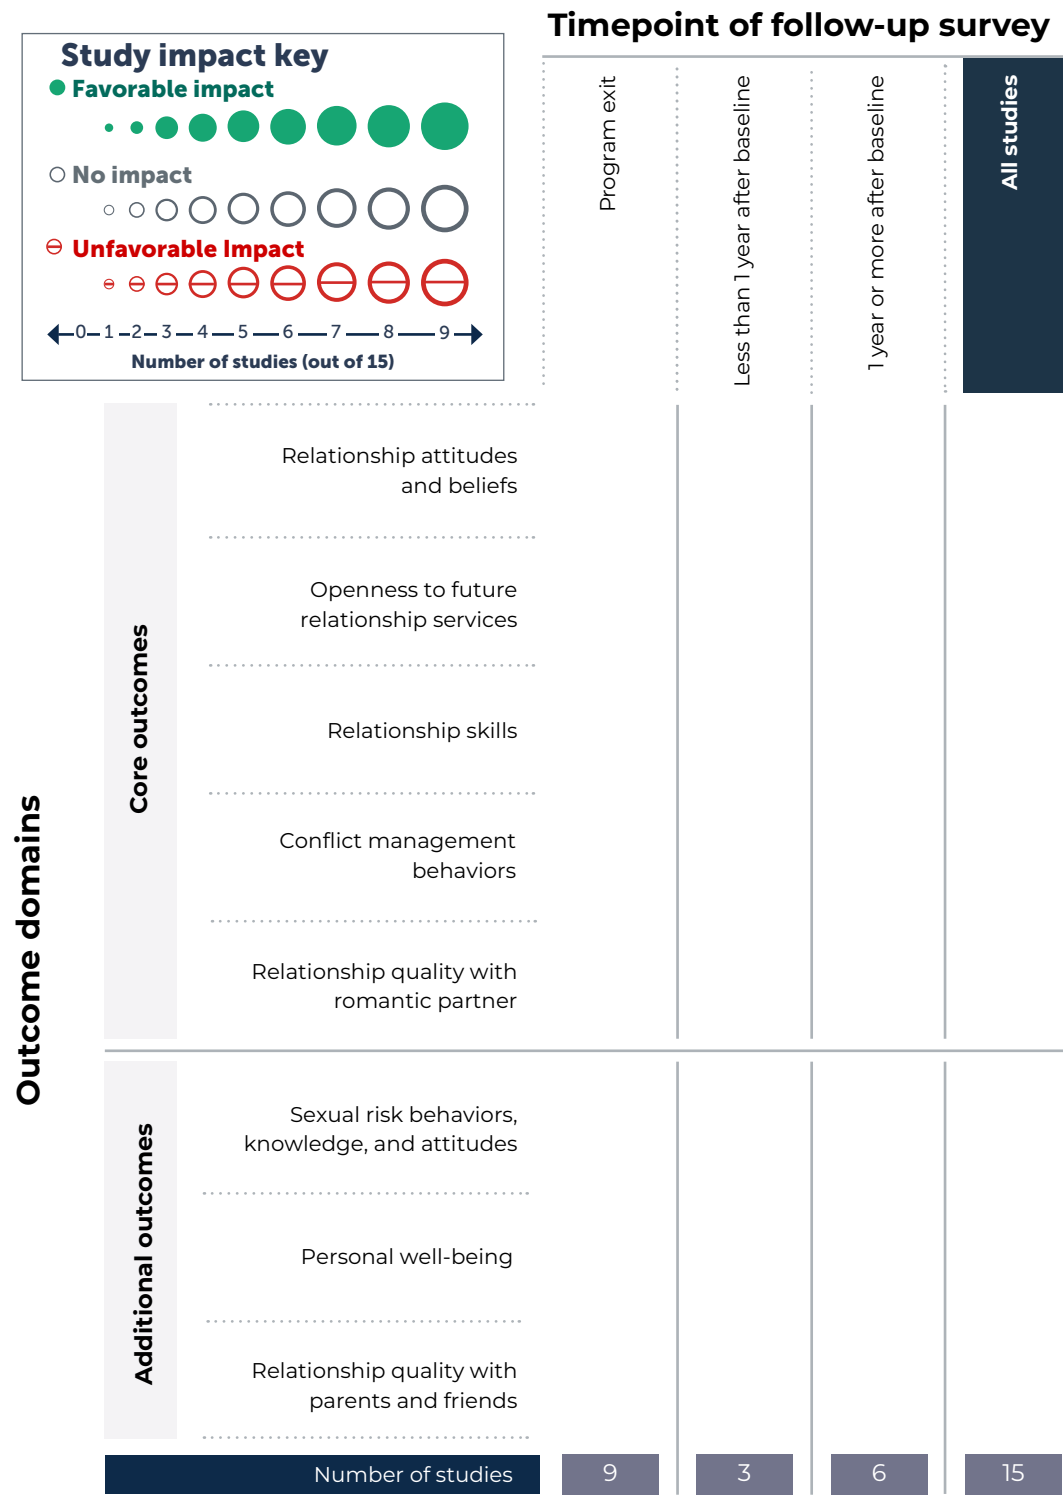 Timepoint of follow-up survey
Study impact key
Favorable impact
No impact
Unfavorable Impact
0 1 2 3 4 5 6 7 8 9
Number of studies (out of 15)
Program exit
Less than 1 year after baseline
1 year or more after baseline
All studies
Outcome domains
Core outcomes
Relationship attitudes
and beliefs
Openness to future
relationship services
Relationship skills
Conflict management
behaviors
Relationship quality with
romantic partner
Additional outcomes
Sexual risk behaviors,
knowledge, and attitudes
Personal well-being
Relationship quality with
parents and friends
Number of studies 9 3 6 15